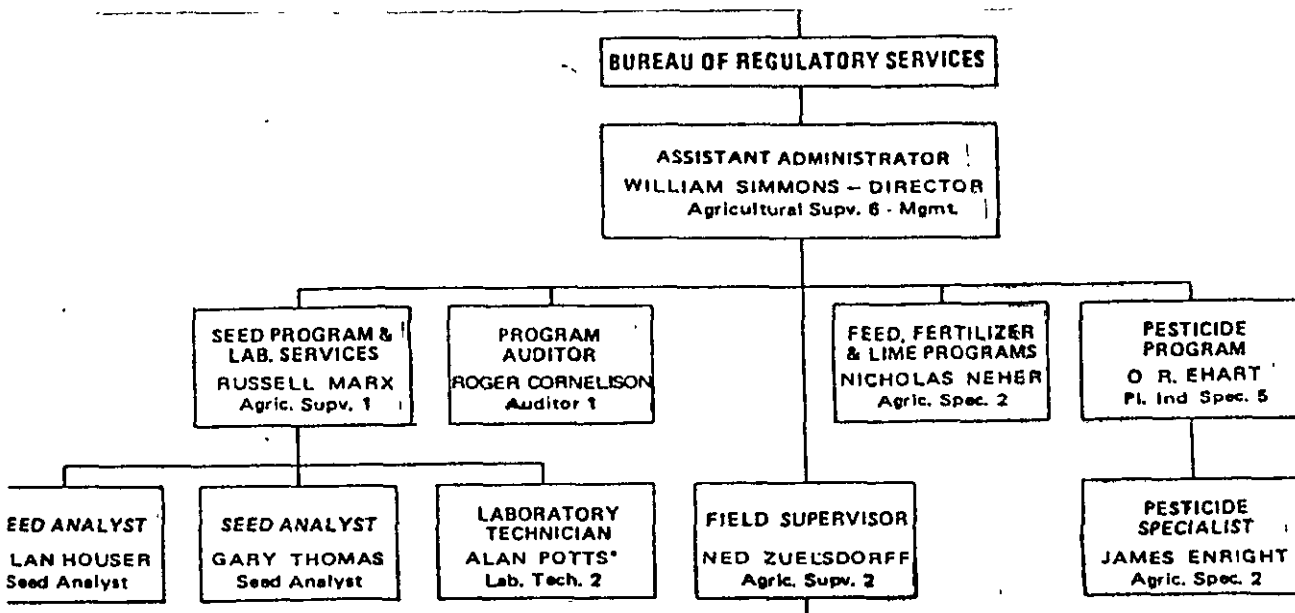 BUREAU OF REGULATORY SERVICES
ASSISTANT ADMINISTRATOR
WILLIAM SIMMONS – DIRECTOR
Agricultural Supv. 6 - Mgmt.
SEED PROGRAM &
LAB. SERVICES
RUSSELL MARX
Agric. Supv. 1
PROGRAM
AUDITOR
ROGER CORNELISON
Auditor 1
FEED, FERTILIZER
& LIME PROGRAMS
NICHOLAS NEHER
Agric. Spec. 2
PESTICIDE
PROGRAM
O R. EHART
Pl. Ind Spec. 5
EED ANALYST
LAN HOUSER
Seed Analyst
SEED ANALYST
GARY THOMAS
Seed Analyst
LABORATORY
TECHNICIAN
ALAN POTTS*
Lab. Tech. 2
FIELD SUPERVISOR
NED ZUELSDORFF
Agric. Supv. 2
PESTICIDE
SPECIALIST
JAMES ENRIGHT
Agric. Spec. 2